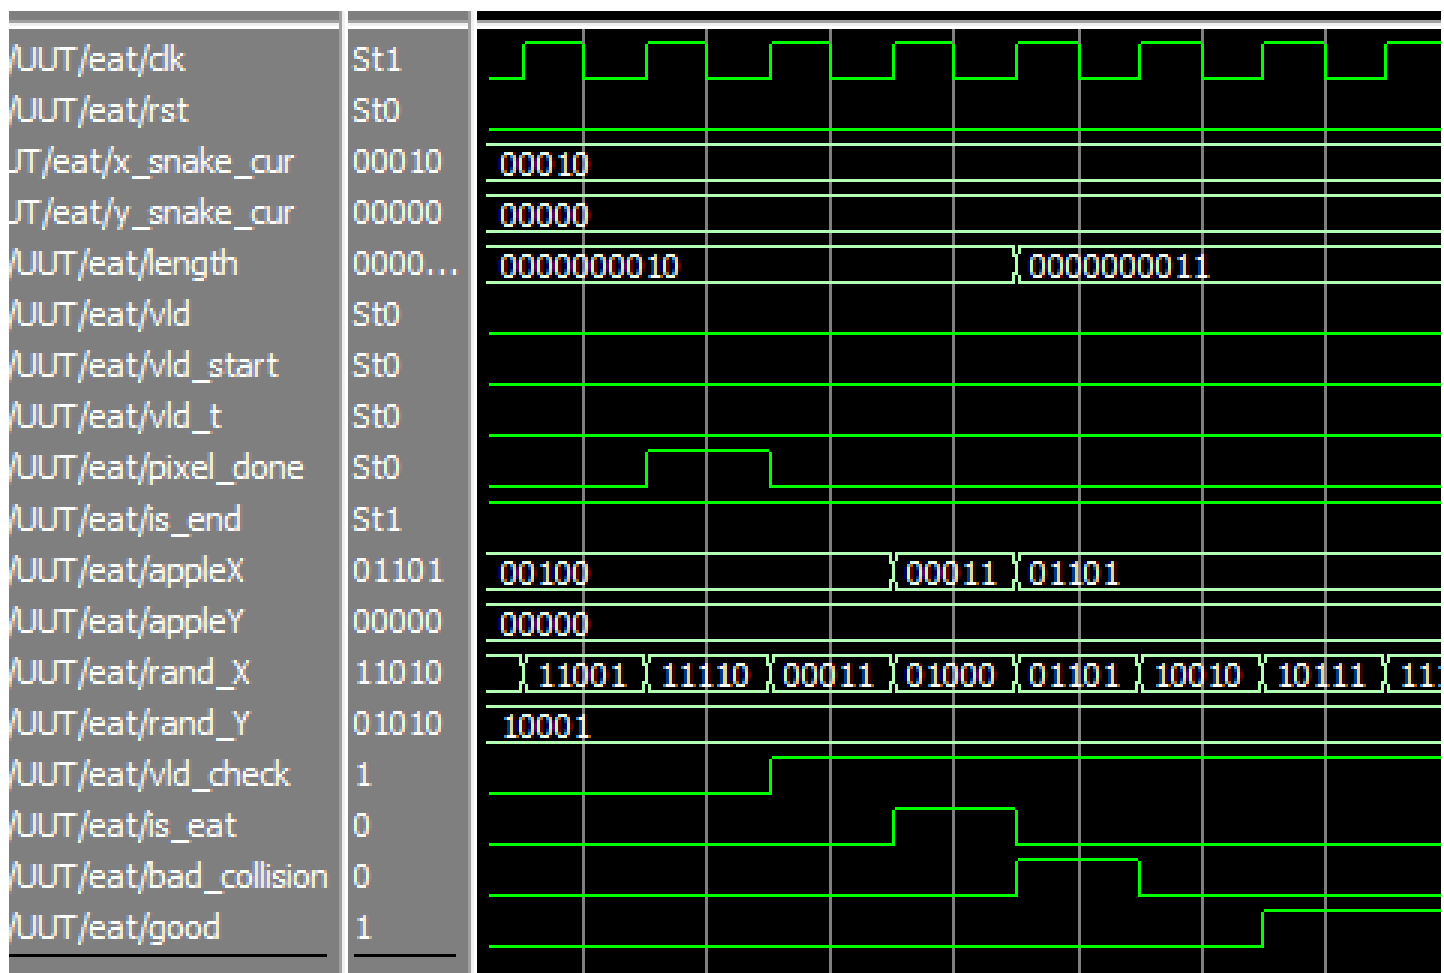 /UUT/eat/clk St1
/UUT/eat/rst St0
JT/eat/x_snake_cur 00010 00010
JT/eat/y_snake_cur 00000 00000
/UUT/eat/length 0000... 0000000010 0000000011
/UUT/eat/vld St0
/UUT/eat/vld_start St0
/UUT/eat/vld_t St0
/UUT/eat/pixel_done St0
/UUT/eat/is_end St1
/UUT/eat/appleX 01101 00100 00011 01101
/UUT/eat/appleY 00000 00000
/UUT/eat/rand_X 11010 11001 11110 00011 01000 01101 10010 10111 11
/UUT/eat/rand_Y 01010 10001
/UUT/eat/vld_check 1
/UUT/eat/is_eat 0
/UUT/eat/bad_collision 0
/UUT/eat/good 1